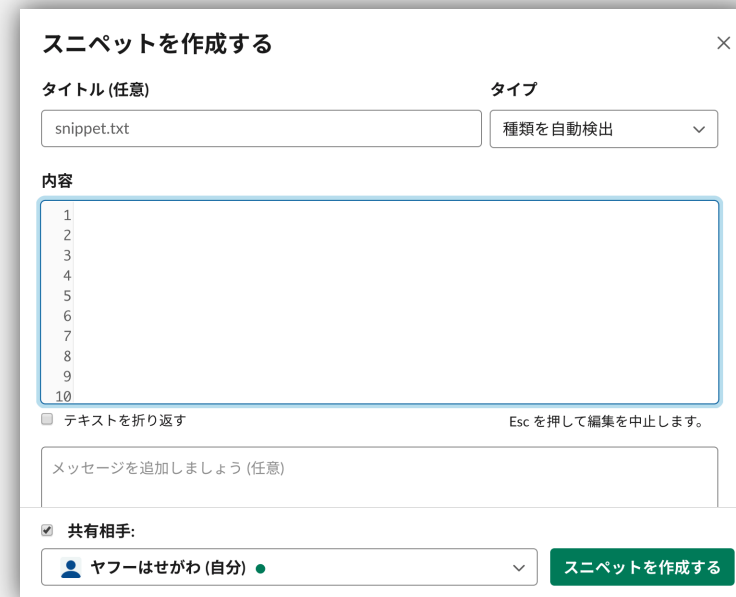 スニペットを作成する
タイトル (任意) タイプ
snippet.txt 種類を自動検出
内容
1
2
3
4
5
6
7
8
9
10
テキストを折り返す Esc を押して編集を中止します。
メッセージを追加しましょう (任意)
共有相手:
ヤフーはせがわ (自分) スニペットを作成する